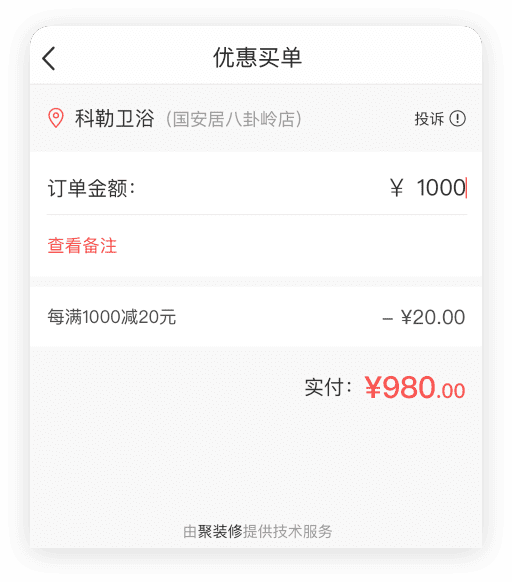 优惠买单
科勒卫浴（国安居八卦岭店） 投诉
订单金额： ￥ 1000
查看备注
每满1000减20元 – ¥20.00
实付：¥980.00
由聚装修提供技术服务